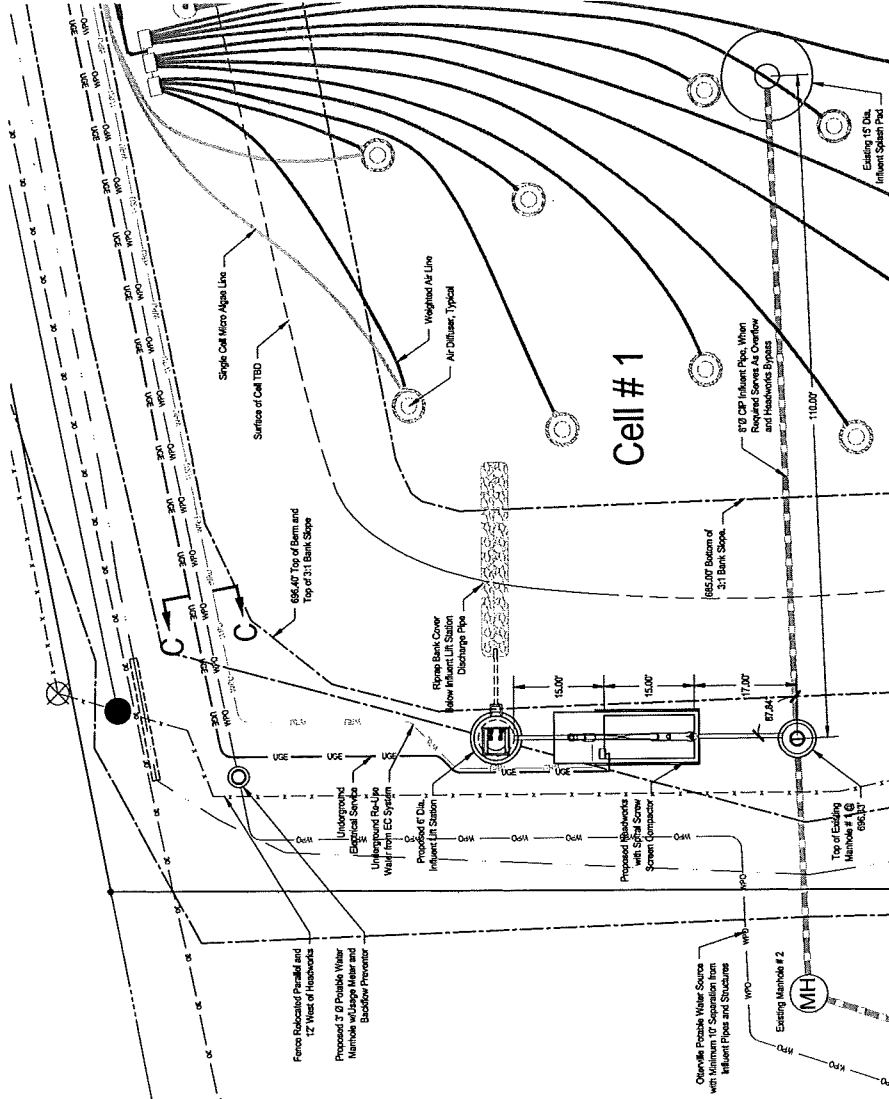 Single Cell Micro Algae Line
Surface of Cell TBD
Weighted Air Line
Air Diffuser, Typical
Existing 15' Dia.
Influent Splash Pad
Cell # 1
8"Ø CIP Influent Pipe, When
Required Serves As Overflow
and Headworks Bypass
110.00'
696.40' Top of Berm and
Top of 3:1 Bank Slope
685.00' Bottom of
3:1 Bank Slope.
C
C
Riprap Bank Cover
Below Influent Lift Station
Discharge Pipe
15.00'
15.00'
17.00'
Underground
Electrical Service
Underground Re-Use
Water from EC System
Proposed 6' Dia.
Influent Lift Station
Proposed Headworks
with Spiral Screw
Screen Compactor
Top of Existing
Manhole # 1 @
Fence Relocated Parallel and
12' West of Headworks
Proposed 3' Ø Potable Water
Manhole w/Usage Meter and
Backflow Preventor
Otterville Potable Water Source
with Minimum 10' Separation from
Influent Pipes and Structures
Existing Manhole # 2
MH
UGE
UGE
UGE
UGE
WPO
WPO
WPO
WPO